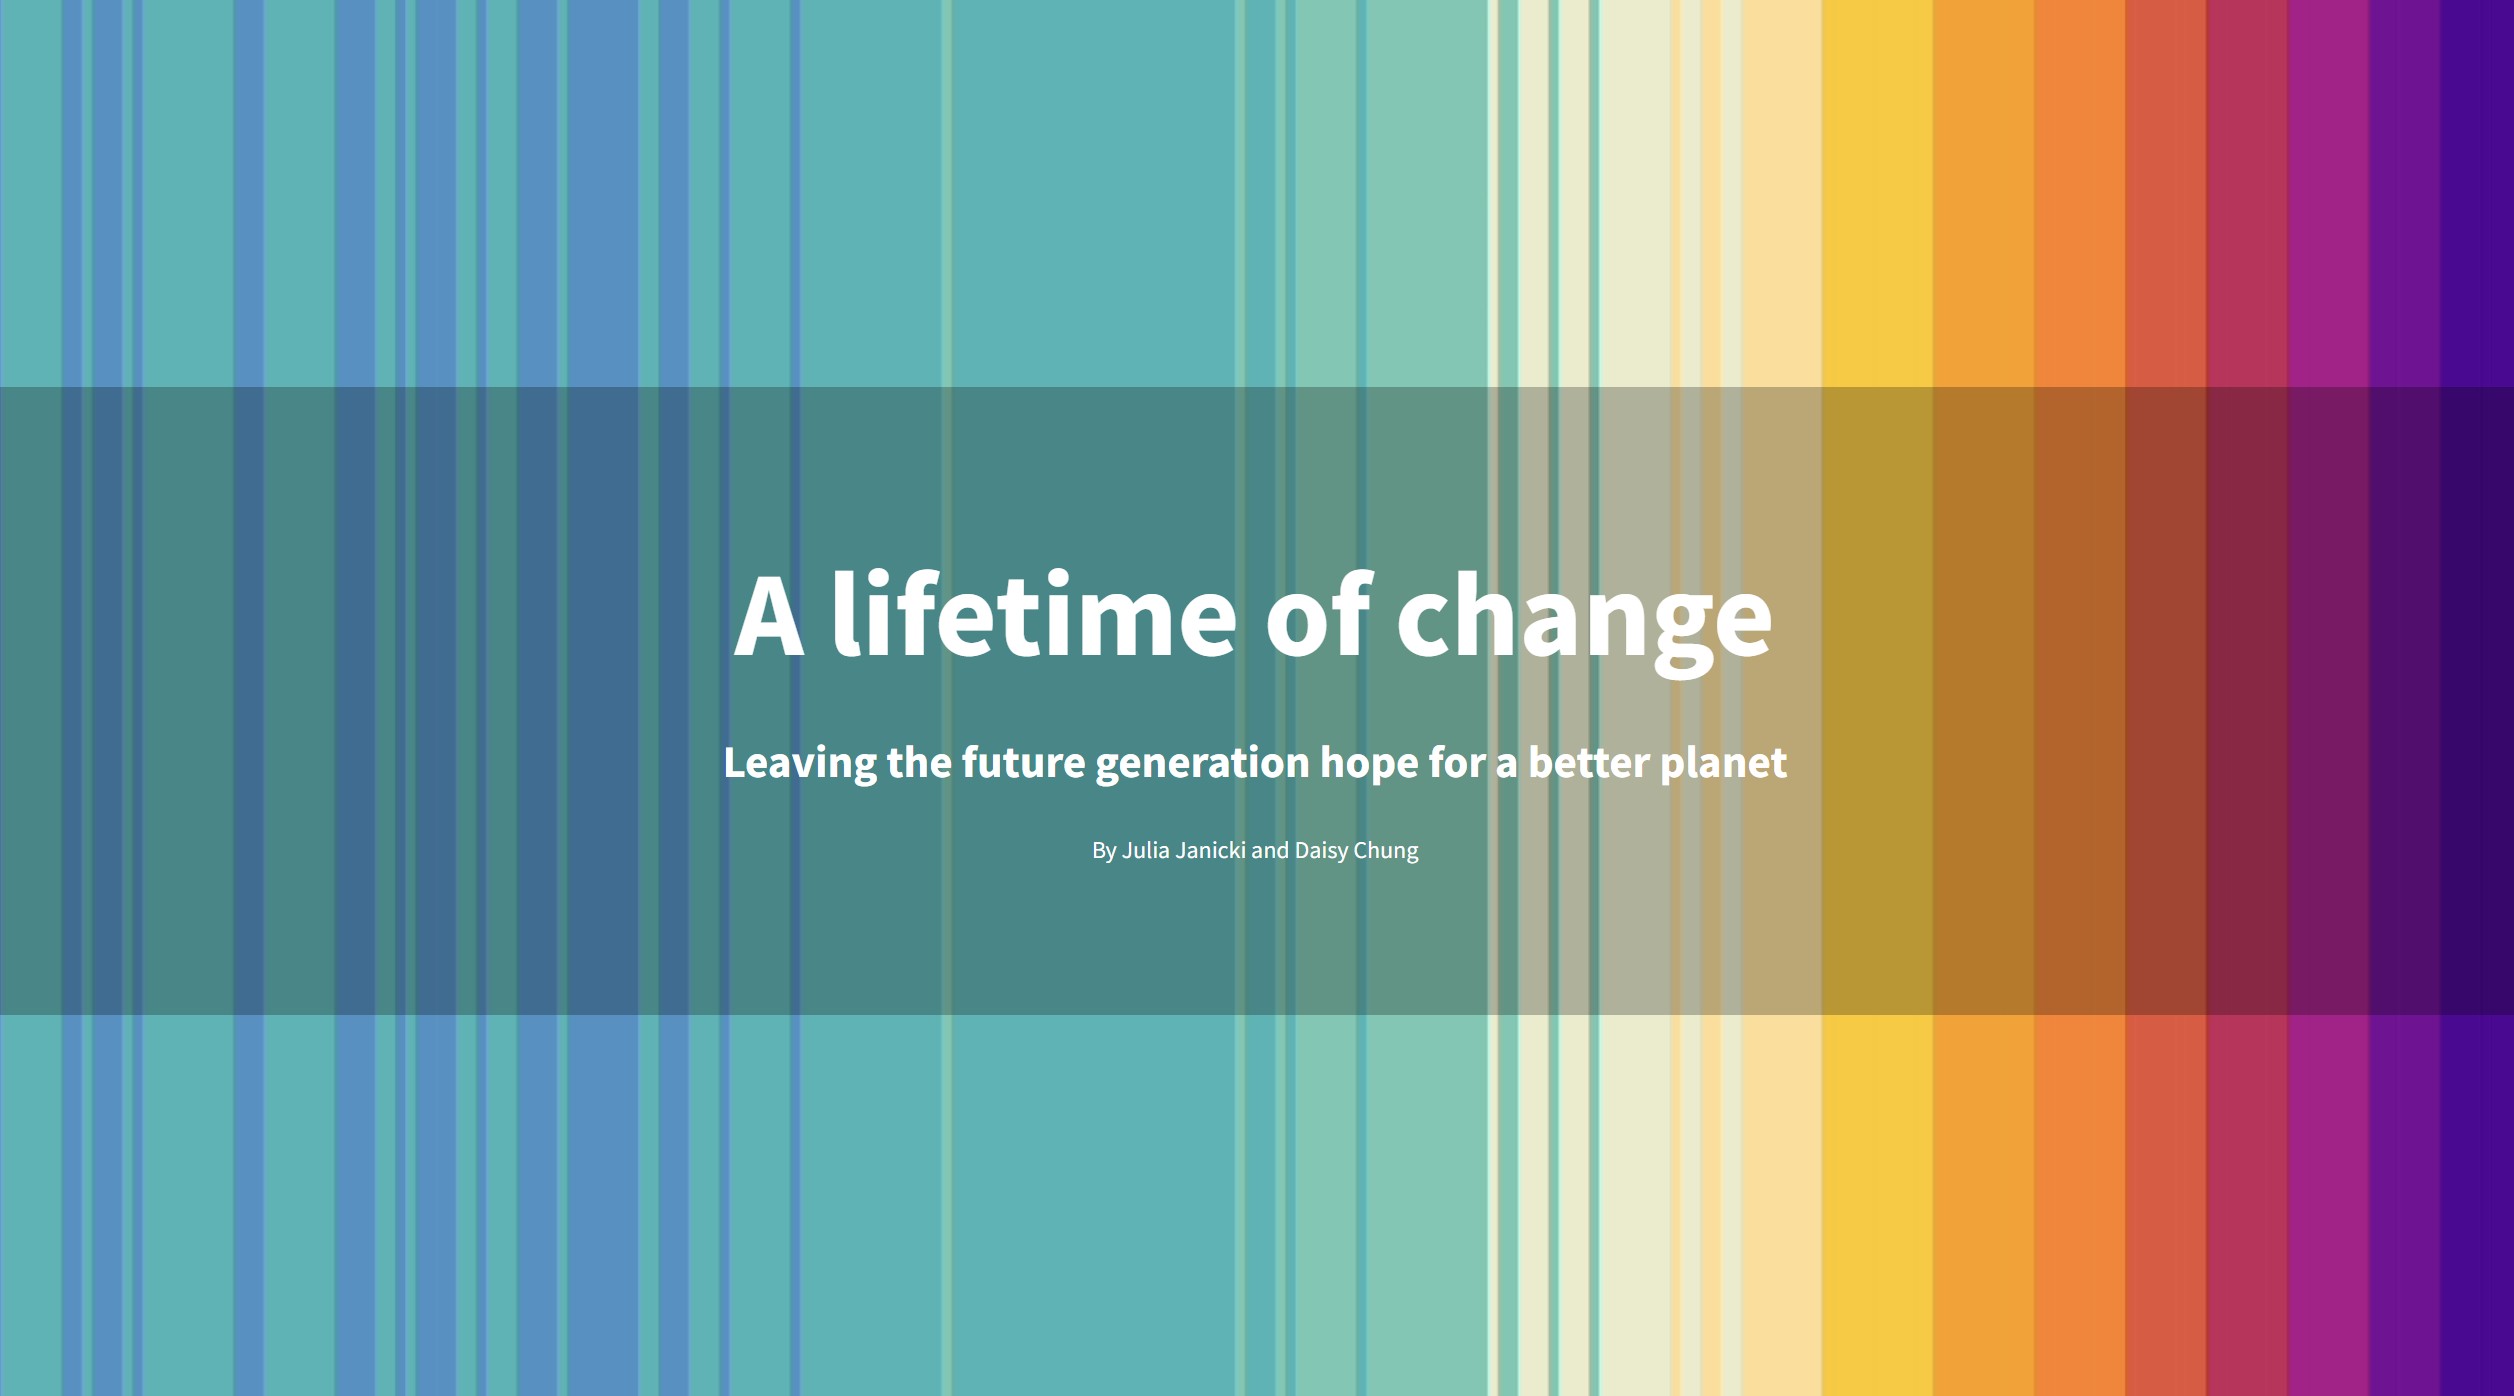 A lifetime of change
Leaving the future generation hope for a better planet
By Julia Janicki and Daisy Chung